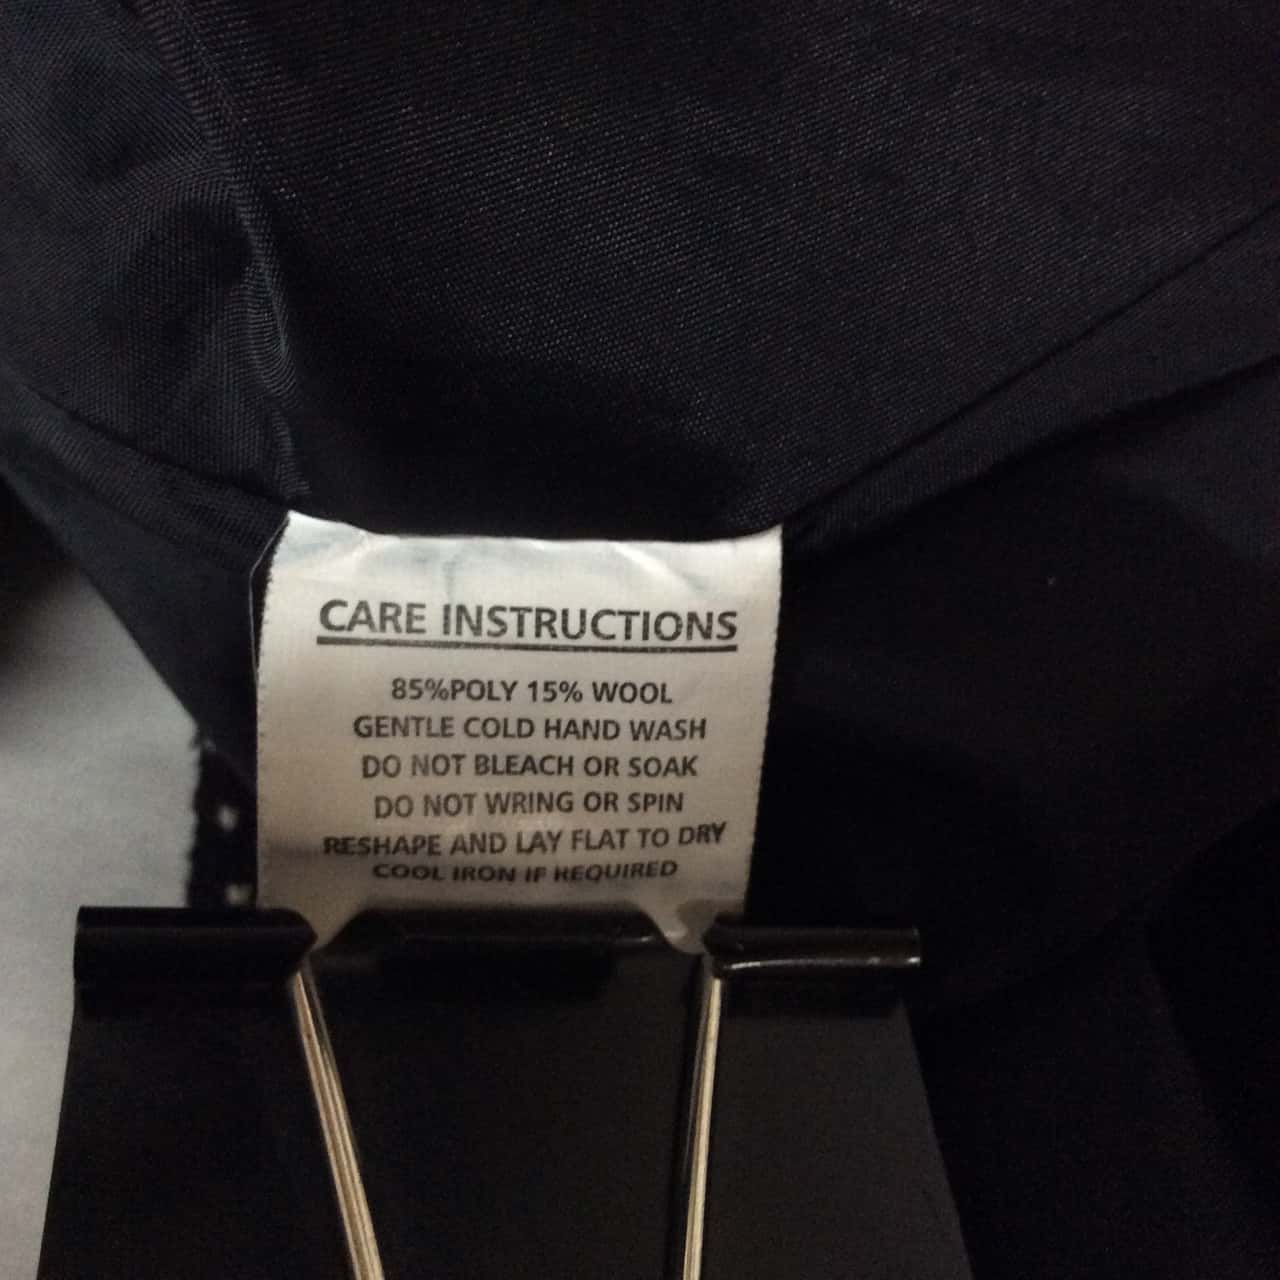 CARE INSTRUCTIONS
85%POLY 15% WOOL
GENTLE COLD HAND WASH
DO NOT BLEACH OR SOAK
DO NOT WRING OR SPIN
RESHAPE AND LAY FLAT TO DRY
COOL IRON IF REQUIRED